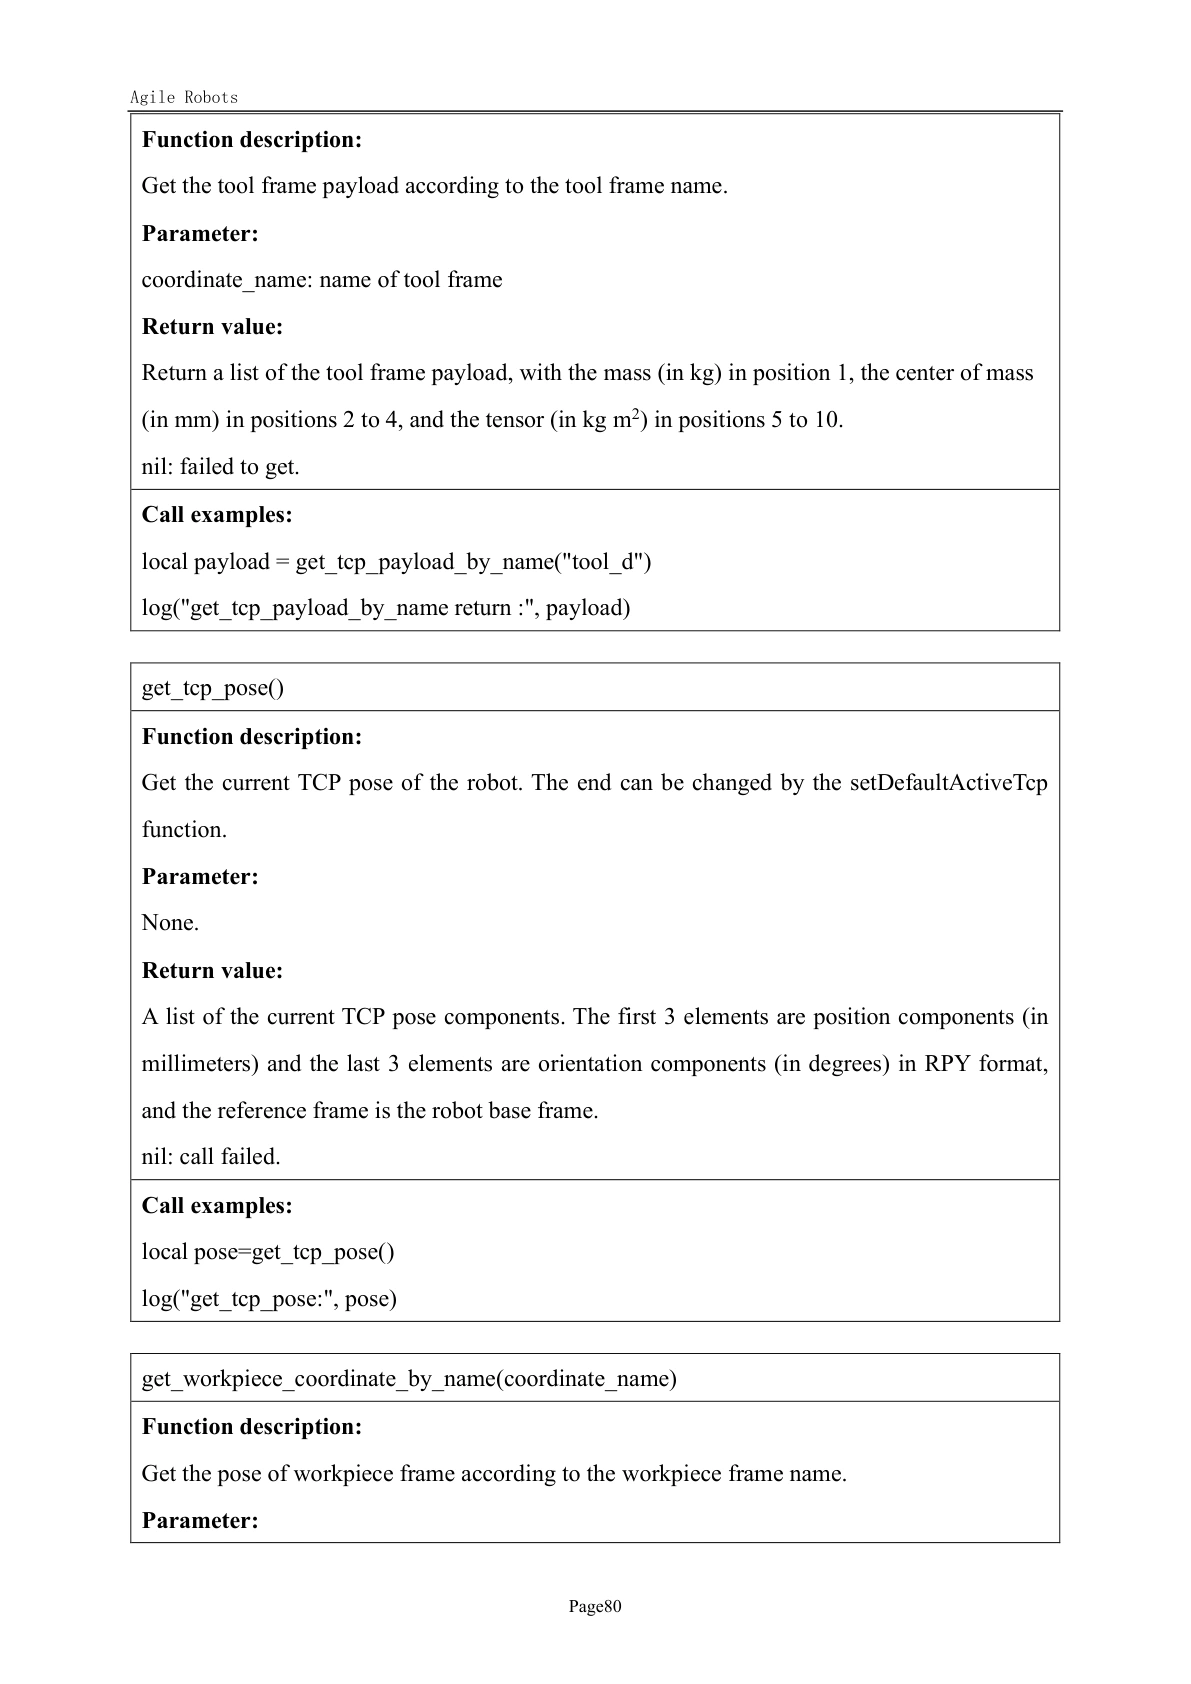 Agile Robots
Function description:
Get the tool frame payload according to the tool frame name.
Parameter:
coordinate_name: name of tool frame
Return value:
Return a list of the tool frame payload, with the mass (in kg) in position 1, the center of mass
(in mm) in positions 2 to 4, and the tensor (in kg m²) in positions 5 to 10.
nil: failed to get.
Call examples:
local payload = get_tcp_payload_by_name("tool_d")
log("get_tcp_payload_by_name return :", payload)
get_tcp_pose()
Function description:
Get the current TCP pose of the robot. The end can be changed by the setDefaultActiveTcp
function.
Parameter:
None.
Return value:
A list of the current TCP pose components. The first 3 elements are position components (in
millimeters) and the last 3 elements are orientation components (in degrees) in RPY format,
and the reference frame is the robot base frame.
nil: call failed.
Call examples:
local pose=get_tcp_pose()
log("get_tcp_pose:", pose)
get_workpiece_coordinate_by_name(coordinate_name)
Function description:
Get the pose of workpiece frame according to the workpiece frame name.
Parameter:
Page80